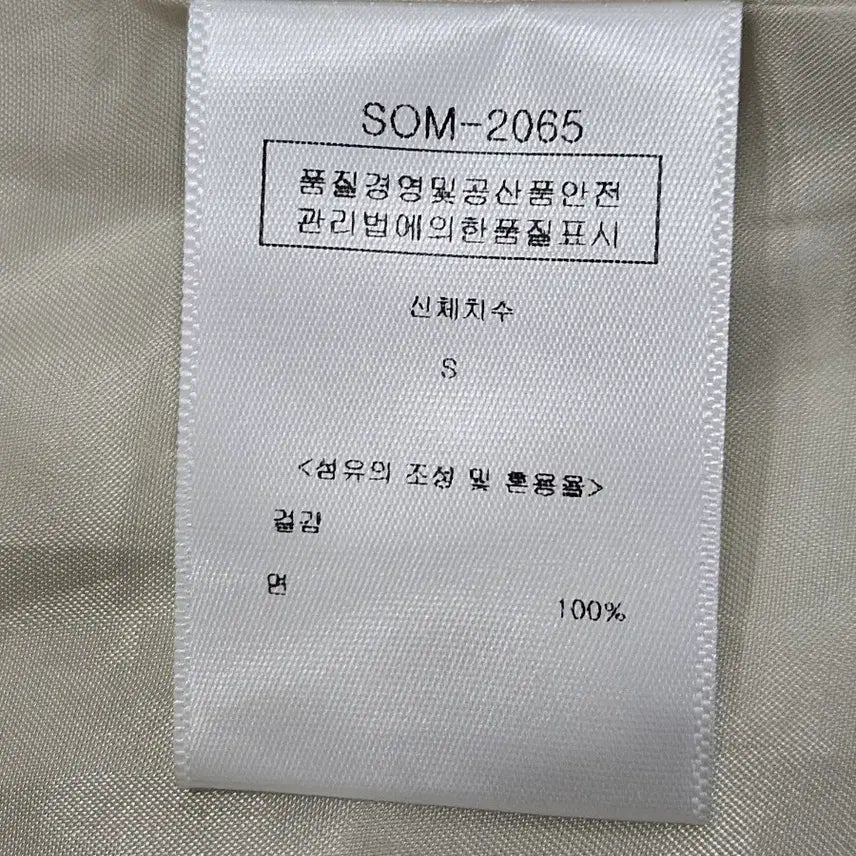 SOM-2065
품질경영및공산품안전
관리법에의한품질표시
신체치수
S
<섬유의 조성 및 혼용율>
겉감
면
100%